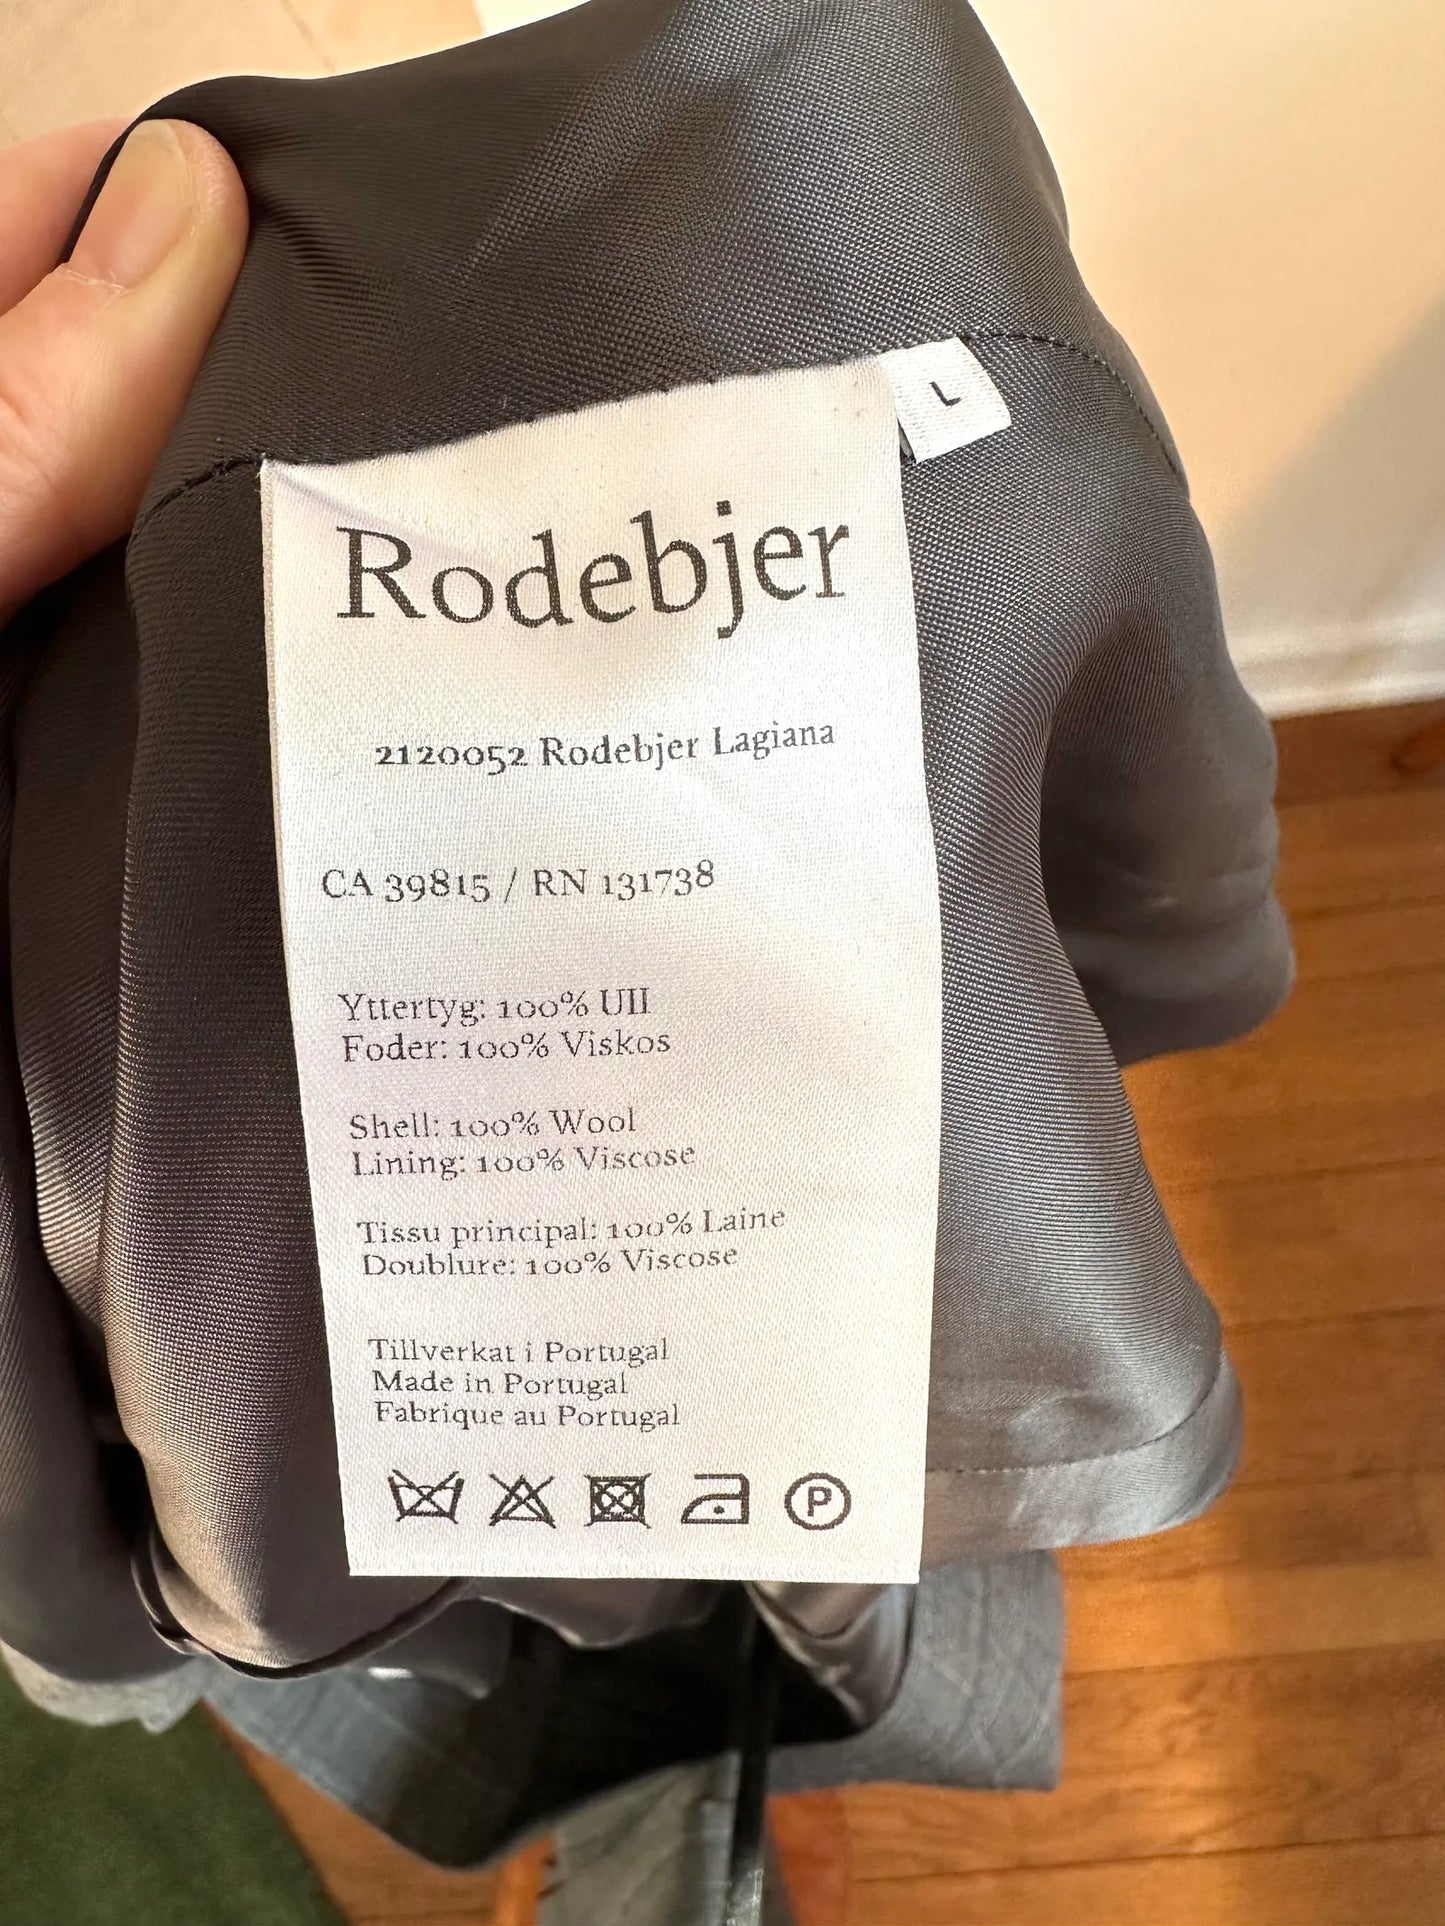 L
Rodebjer
2120052 Rodebjer Lagiana
CA 39815 / RN 131738
Yttertyg: 100% Ull
Foder: 100% Viskos
Shell: 100% Wool
Lining: 100% Viscose
Tissu principal: 100% Laine
Doublure: 100% Viscose
Tillverkat i Portugal
Made in Portugal
Fabrique au Portugal
P